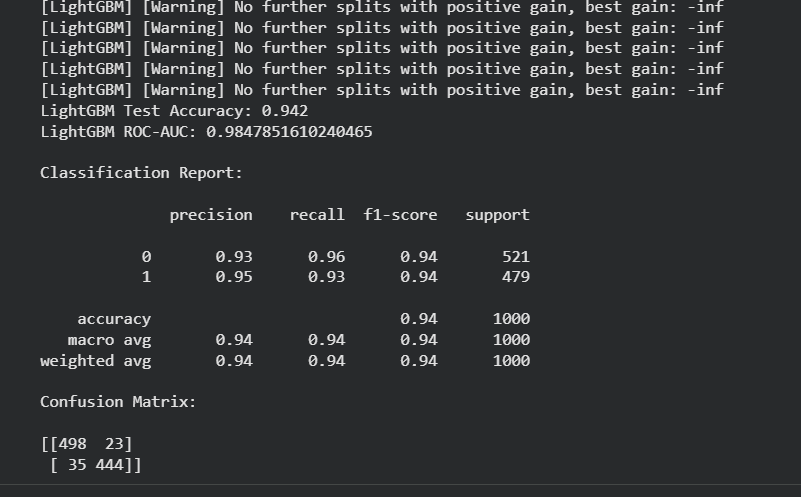 [LightGBM] [Warning] No further splits with positive gain, best gain: -inf
[LightGBM] [Warning] No further splits with positive gain, best gain: -inf
[LightGBM] [Warning] No further splits with positive gain, best gain: -inf
[LightGBM] [Warning] No further splits with positive gain, best gain: -inf
[LightGBM] [Warning] No further splits with positive gain, best gain: -inf
LightGBM Test Accuracy: 0.942
LightGBM ROC-AUC: 0.9847851610240465
Classification Report:
precision recall f1-score support
0 0.93 0.96 0.94 521
1 0.95 0.93 0.94 479
accuracy 0.94 1000
macro avg 0.94 0.94 0.94 1000
weighted avg 0.94 0.94 0.94 1000
Confusion Matrix:
[[498 23]
[ 35 444]]